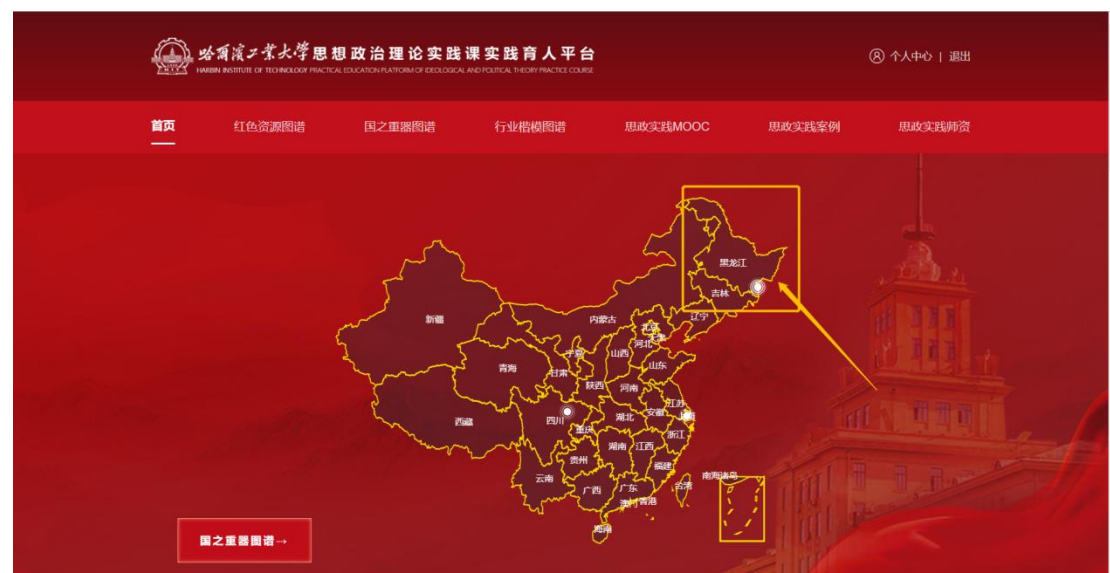 哈尔滨工业大学思想政治理论实践课实践育人平台
HARBIN INSTITUTE OF TECHNOLOGY PRACTICAL EDUCATION PLATFORM OF IDEOLOGICAL AND POLITICAL THEORY PRACTICE COURSE
个人中心 | 退出
首页 红色资源图谱 国之重器图谱 行业楷模图谱 思政实践MOOC 思政实践案例 思政实践师资
黑龙江
吉林
新疆
内蒙古
辽宁
北京
天津
河北
宁夏
山西
山东
青海
甘肃
陕西
河南
江苏
西藏
四川
湖北
安徽
上海
重庆
浙江
湖南
江西
贵州
福建
云南
南海诸岛
广西
广东
台湾
澳门
香港
海南
国之重器图谱→